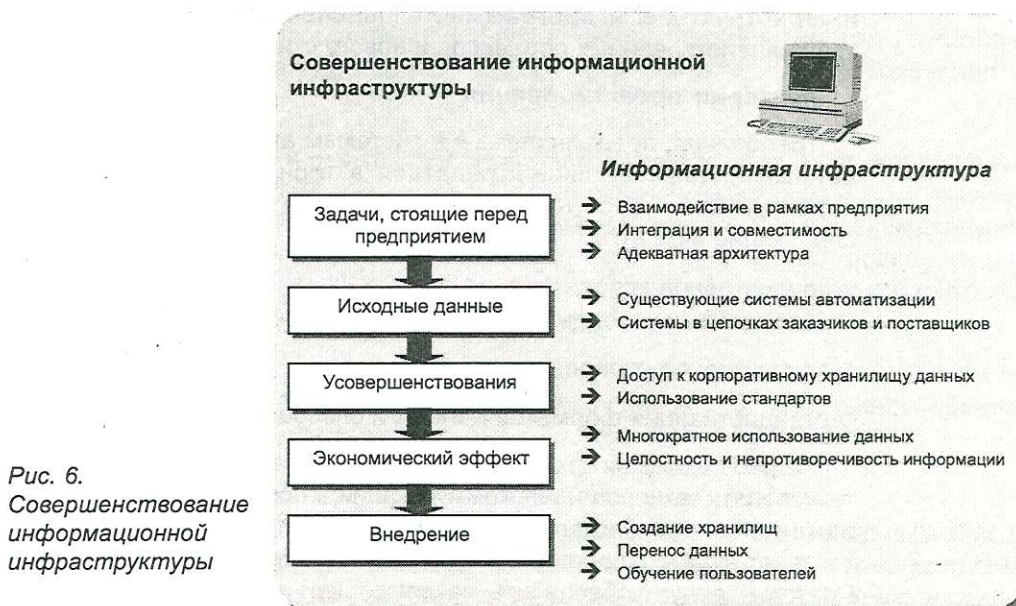 Совершенствование информационной
инфраструктуры
Информационная инфраструктура
Задачи, стоящие перед
предприятием
➔ Взаимодействие в рамках предприятия
➔ Интеграция и совместимость
➔ Адекватная архитектура
Исходные данные
➔ Существующие системы автоматизации
➔ Системы в цепочках заказчиков и поставщиков
Усовершенствования
➔ Доступ к корпоративному хранилищу данных
➔ Использование стандартов
Экономический эффект
➔ Многократное использование данных
➔ Целостность и непротиворечивость информации
Внедрение
➔ Создание хранилищ
➔ Перенос данных
➔ Обучение пользователей
Рис. 6.
Совершенствование
информационной
инфраструктуры